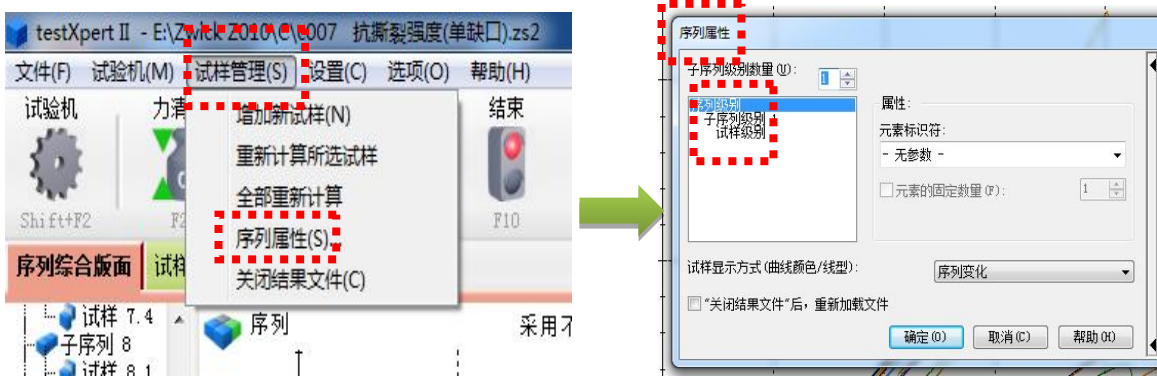 testXpert II - E:\Zwick Z010\C\C007 抗撕裂强度(单缺口).zs2
文件(F) 试验机(M) 试样管理(S) 设置(C) 选项(O) 帮助(H)
试验机 力清 结束
增加新试样(N)
重新计算所选试样
全部重新计算
序列属性(S)...
关闭结果文件(C)
Shift+F2 F2 F10
序列综合版面 试样
试样 7.4
子序列 8
试样 8.1
序列
采用不
序列属性
子序列级别数量(U): 1
序列级别
子序列级别 1
试样级别
属性:
元素标识符:
- 无参数 -
元素的固定数量(F): 1
试样显示方式(曲线颜色/线型): 序列变化
“关闭结果文件”后，重新加载文件
确定(O) 取消(C) 帮助(H)